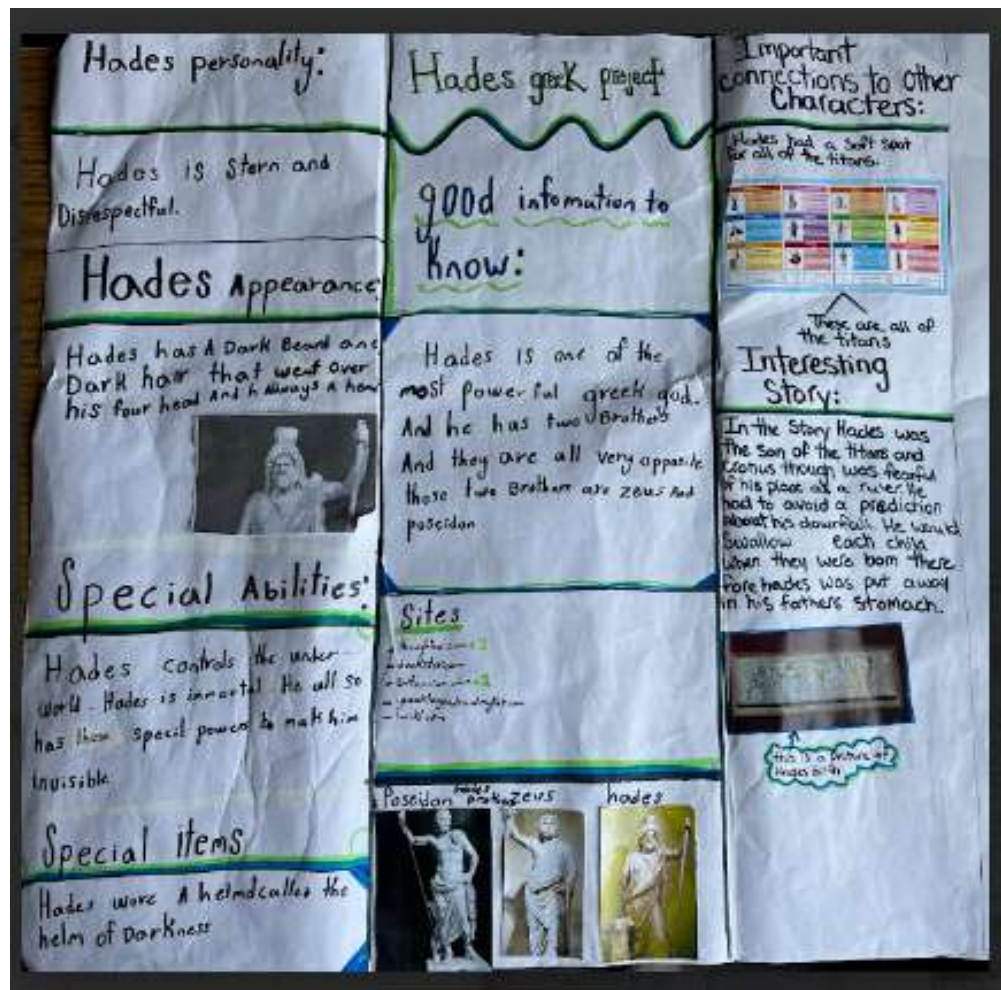 Hades personality:
Hades is Stern and
Disrespectful.
Hades Appearance
Hades has A Dark Beard and
Dark hair that went over
his four head And h always a
Special Abilities:
Hades controls the under-
world. Hades is inmortal. He all so
has these special powers to makk him
invisible
Special items
Hades wore A helmd called the
helm of Darkness
Hades greek project
good infomation to
Know:
Hades is one of the
most powerful greek god.
And he has two Brothers
And they are all very opposite
those two Brothers are zeus And
poseidon
Sites
Poseidan
zeus
hades
Important
connections to Other
Characters:
Hades had a soft spot
for all of the titans.
These are all of
the titans
Interesting
Story:
In the Story Hades was
The son of the titans and
Cronus though was fearful
of his place as a ruler. He
had to avoid a prediction
about his downfall. He would
Swallow each child
when they were born There
fore hades was put away
in his fathers stomach.
this is a picture of
Hades birth